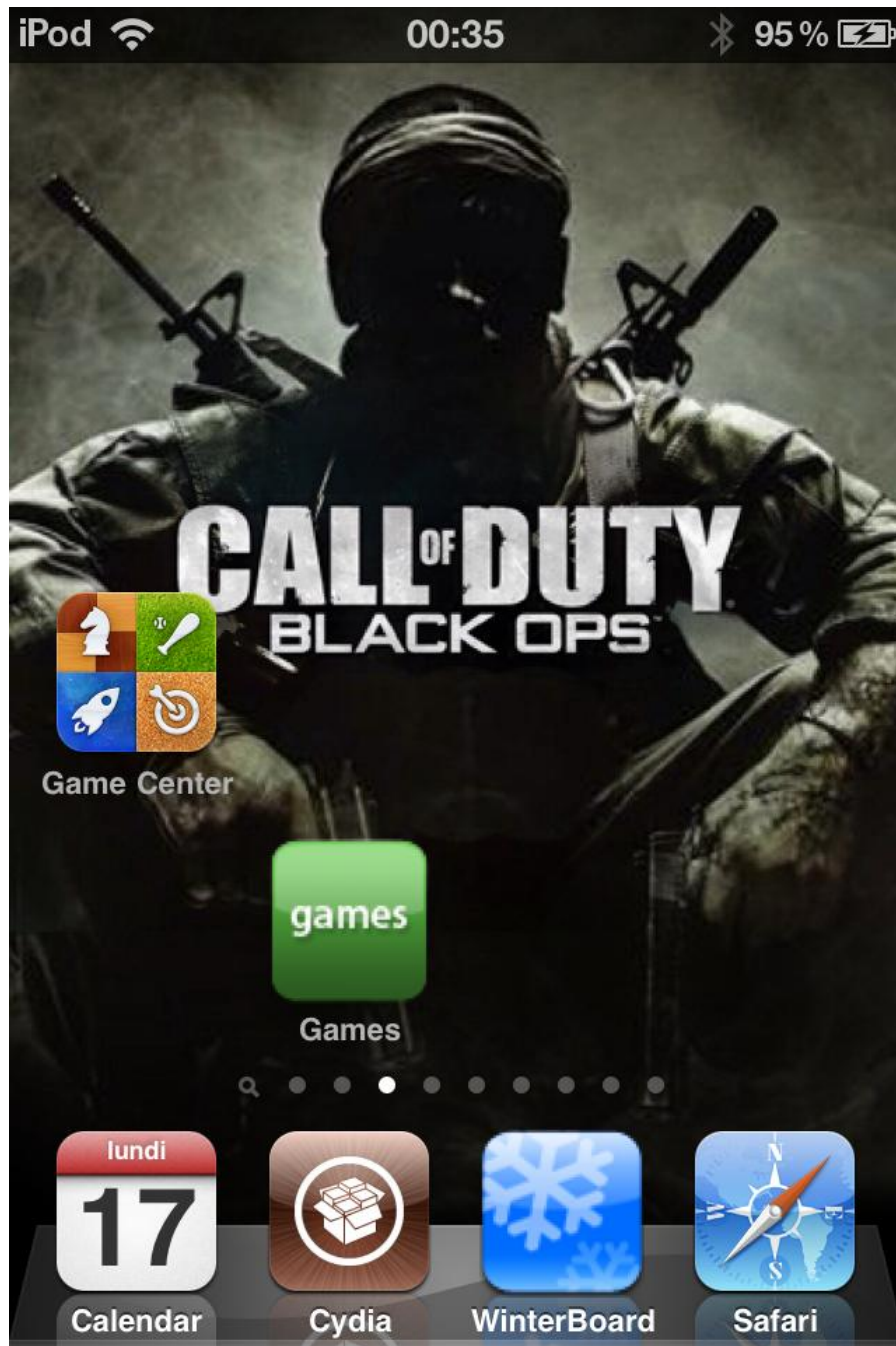 iPod 00:35 95 %
CALL OF DUTY
BLACK OPS
Game Center
games
Games
lundi
17
N
W E
S
Calendar Cydia WinterBoard Safari